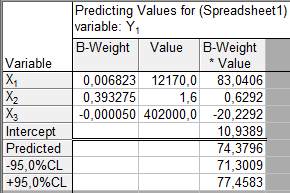 Predicting Values for (Spreadsheet1)
variable: Y₁
Variable B-Weight Value B-Weight * Value
X₁ 0,006823 12170,0 83,0406
X₂ 0,393275 1,6 0,6292
X₃ -0,000050 402000,0 -20,2292
Intercept 10,9389
Predicted 74,3796
-95,0%CL 71,3009
+95,0%CL 77,4583